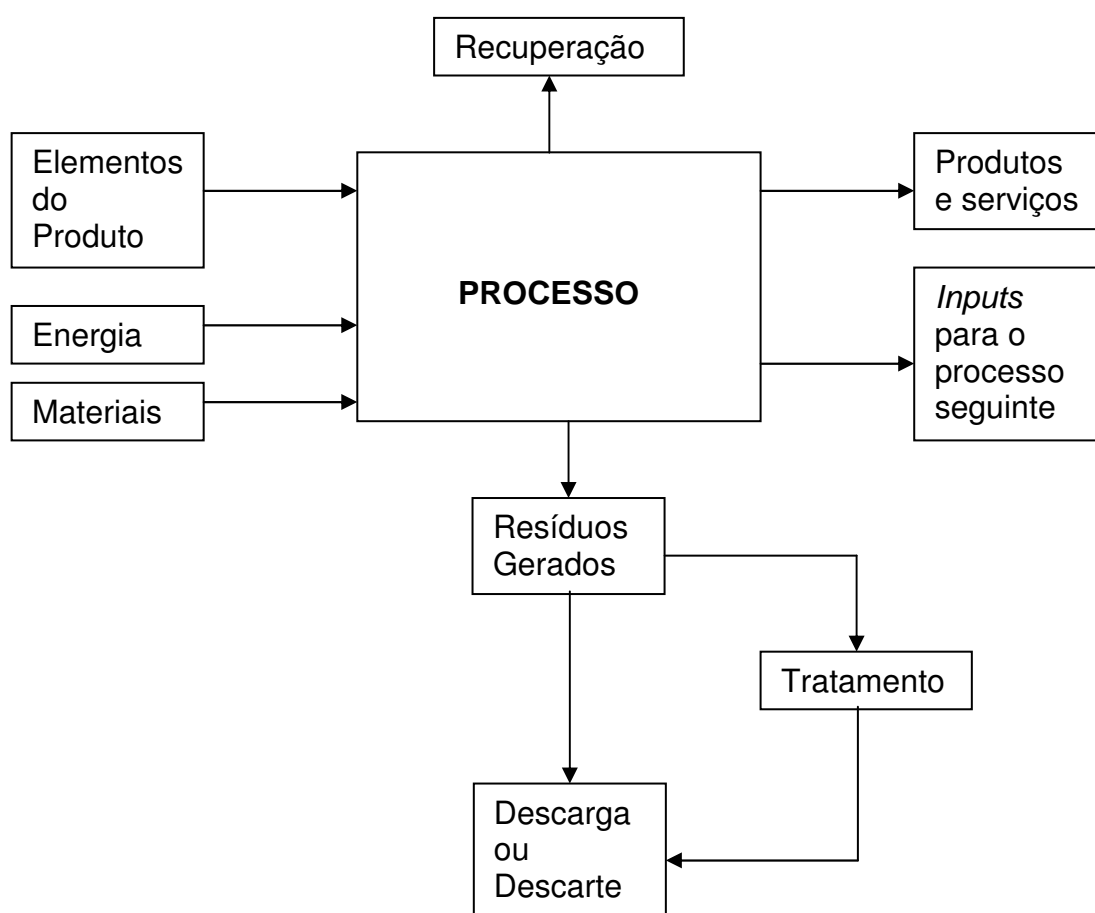 Recuperação
Elementos
do
Produto
Energia
Materiais
PROCESSO
Produtos
e serviços
Inputs
para o
processo
seguinte
Resíduos
Gerados
Tratamento
Descarga
ou
Descarte